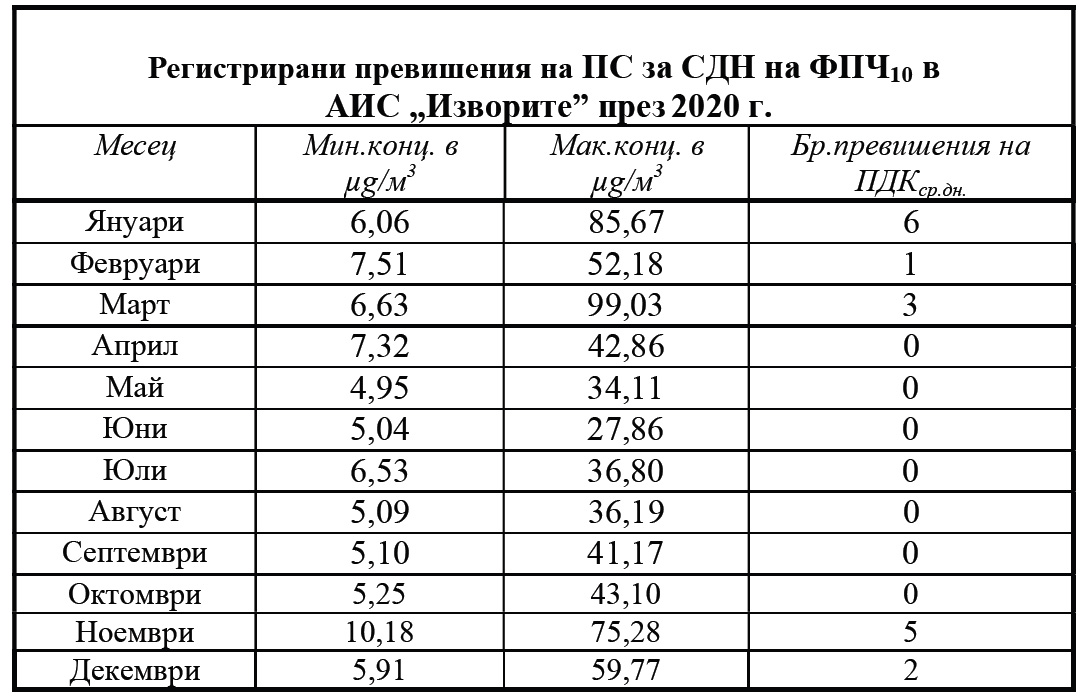 Регистрирани превишения на ПС за СДН на ФПЧ₁₀ в
АИС „Изворите” през 2020 г.
Месец Мин.конц. в µg/м³ Мак.конц. в µg/м³ Бр.превишения на ПДКср.дн.
Януари 6,06 85,67 6
Февруари 7,51 52,18 1
Март 6,63 99,03 3
Април 7,32 42,86 0
Май 4,95 34,11 0
Юни 5,04 27,86 0
Юли 6,53 36,80 0
Август 5,09 36,19 0
Септември 5,10 41,17 0
Октомври 5,25 43,10 0
Ноември 10,18 75,28 5
Декември 5,91 59,77 2